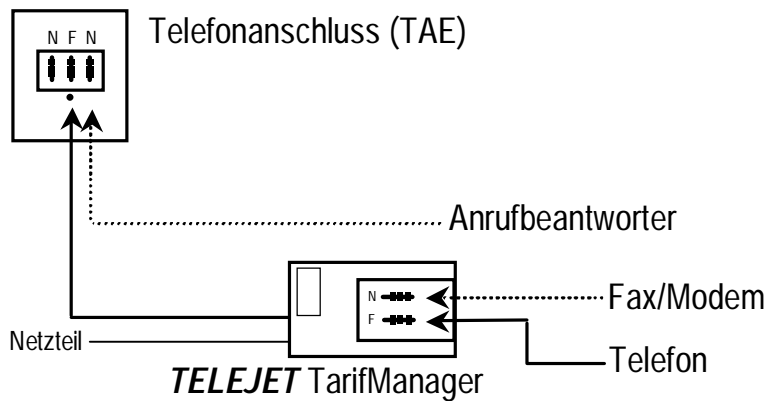 Telefonanschluss (TAE)
N F N
Anrufbeantworter
N
Fax/Modem
F
Netzteil
Telefon
TELEJET TarifManager